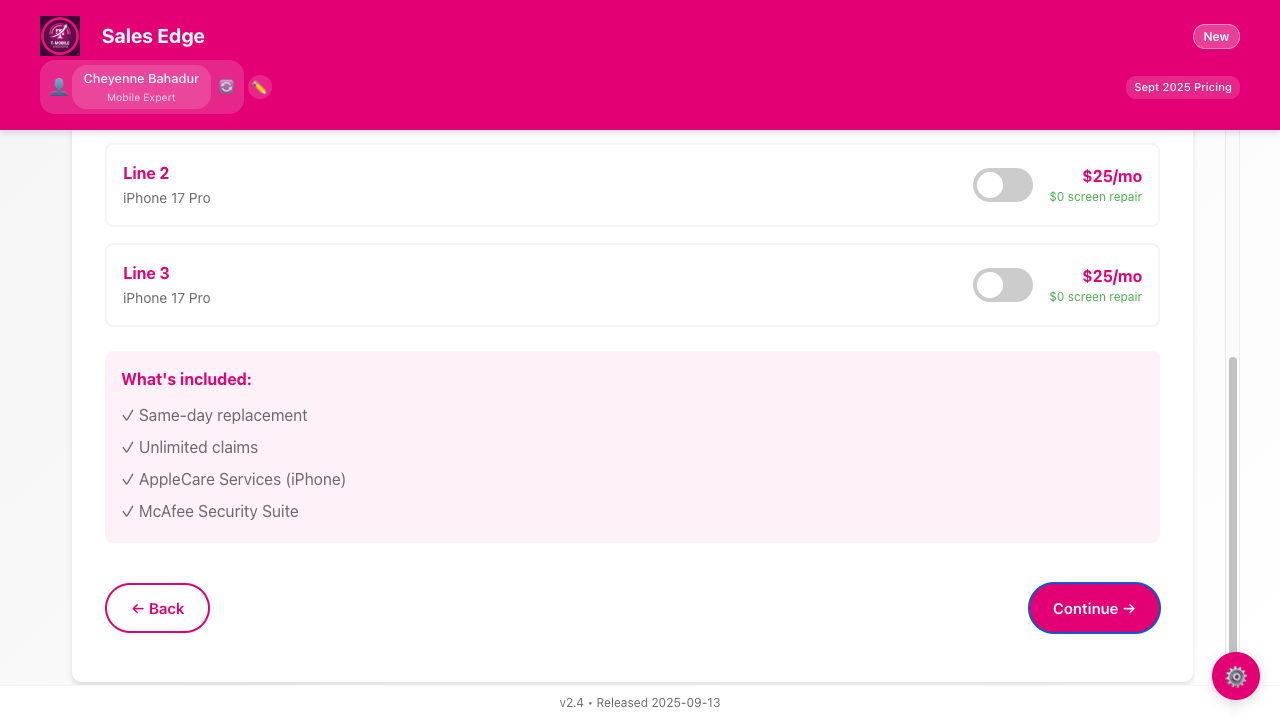 T-MOBILE
Sales Edge
New
Cheyenne Bahadur
Mobile Expert
Sept 2025 Pricing
Line 2
iPhone 17 Pro
$25/mo
$0 screen repair
Line 3
iPhone 17 Pro
$25/mo
$0 screen repair
What's included:
✓ Same-day replacement
✓ Unlimited claims
✓ AppleCare Services (iPhone)
✓ McAfee Security Suite
← Back
Continue →
v2.4 • Released 2025-09-13